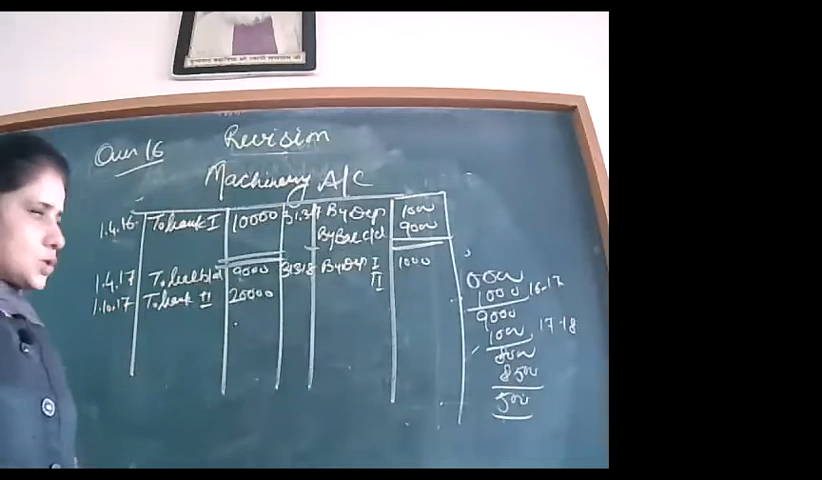 Ques 16 Revision
Machinery A/c
1.4.16 To bank I 10000 31.3.17 By Dep 1000
By Bal c/d 9000
1.4.17 To bal b/d 9000 31.3.18 By Dep I 1000
1.10.17 To bank II 20000 II
1000 16-17
9000
1000 17-18
8000
8500
500